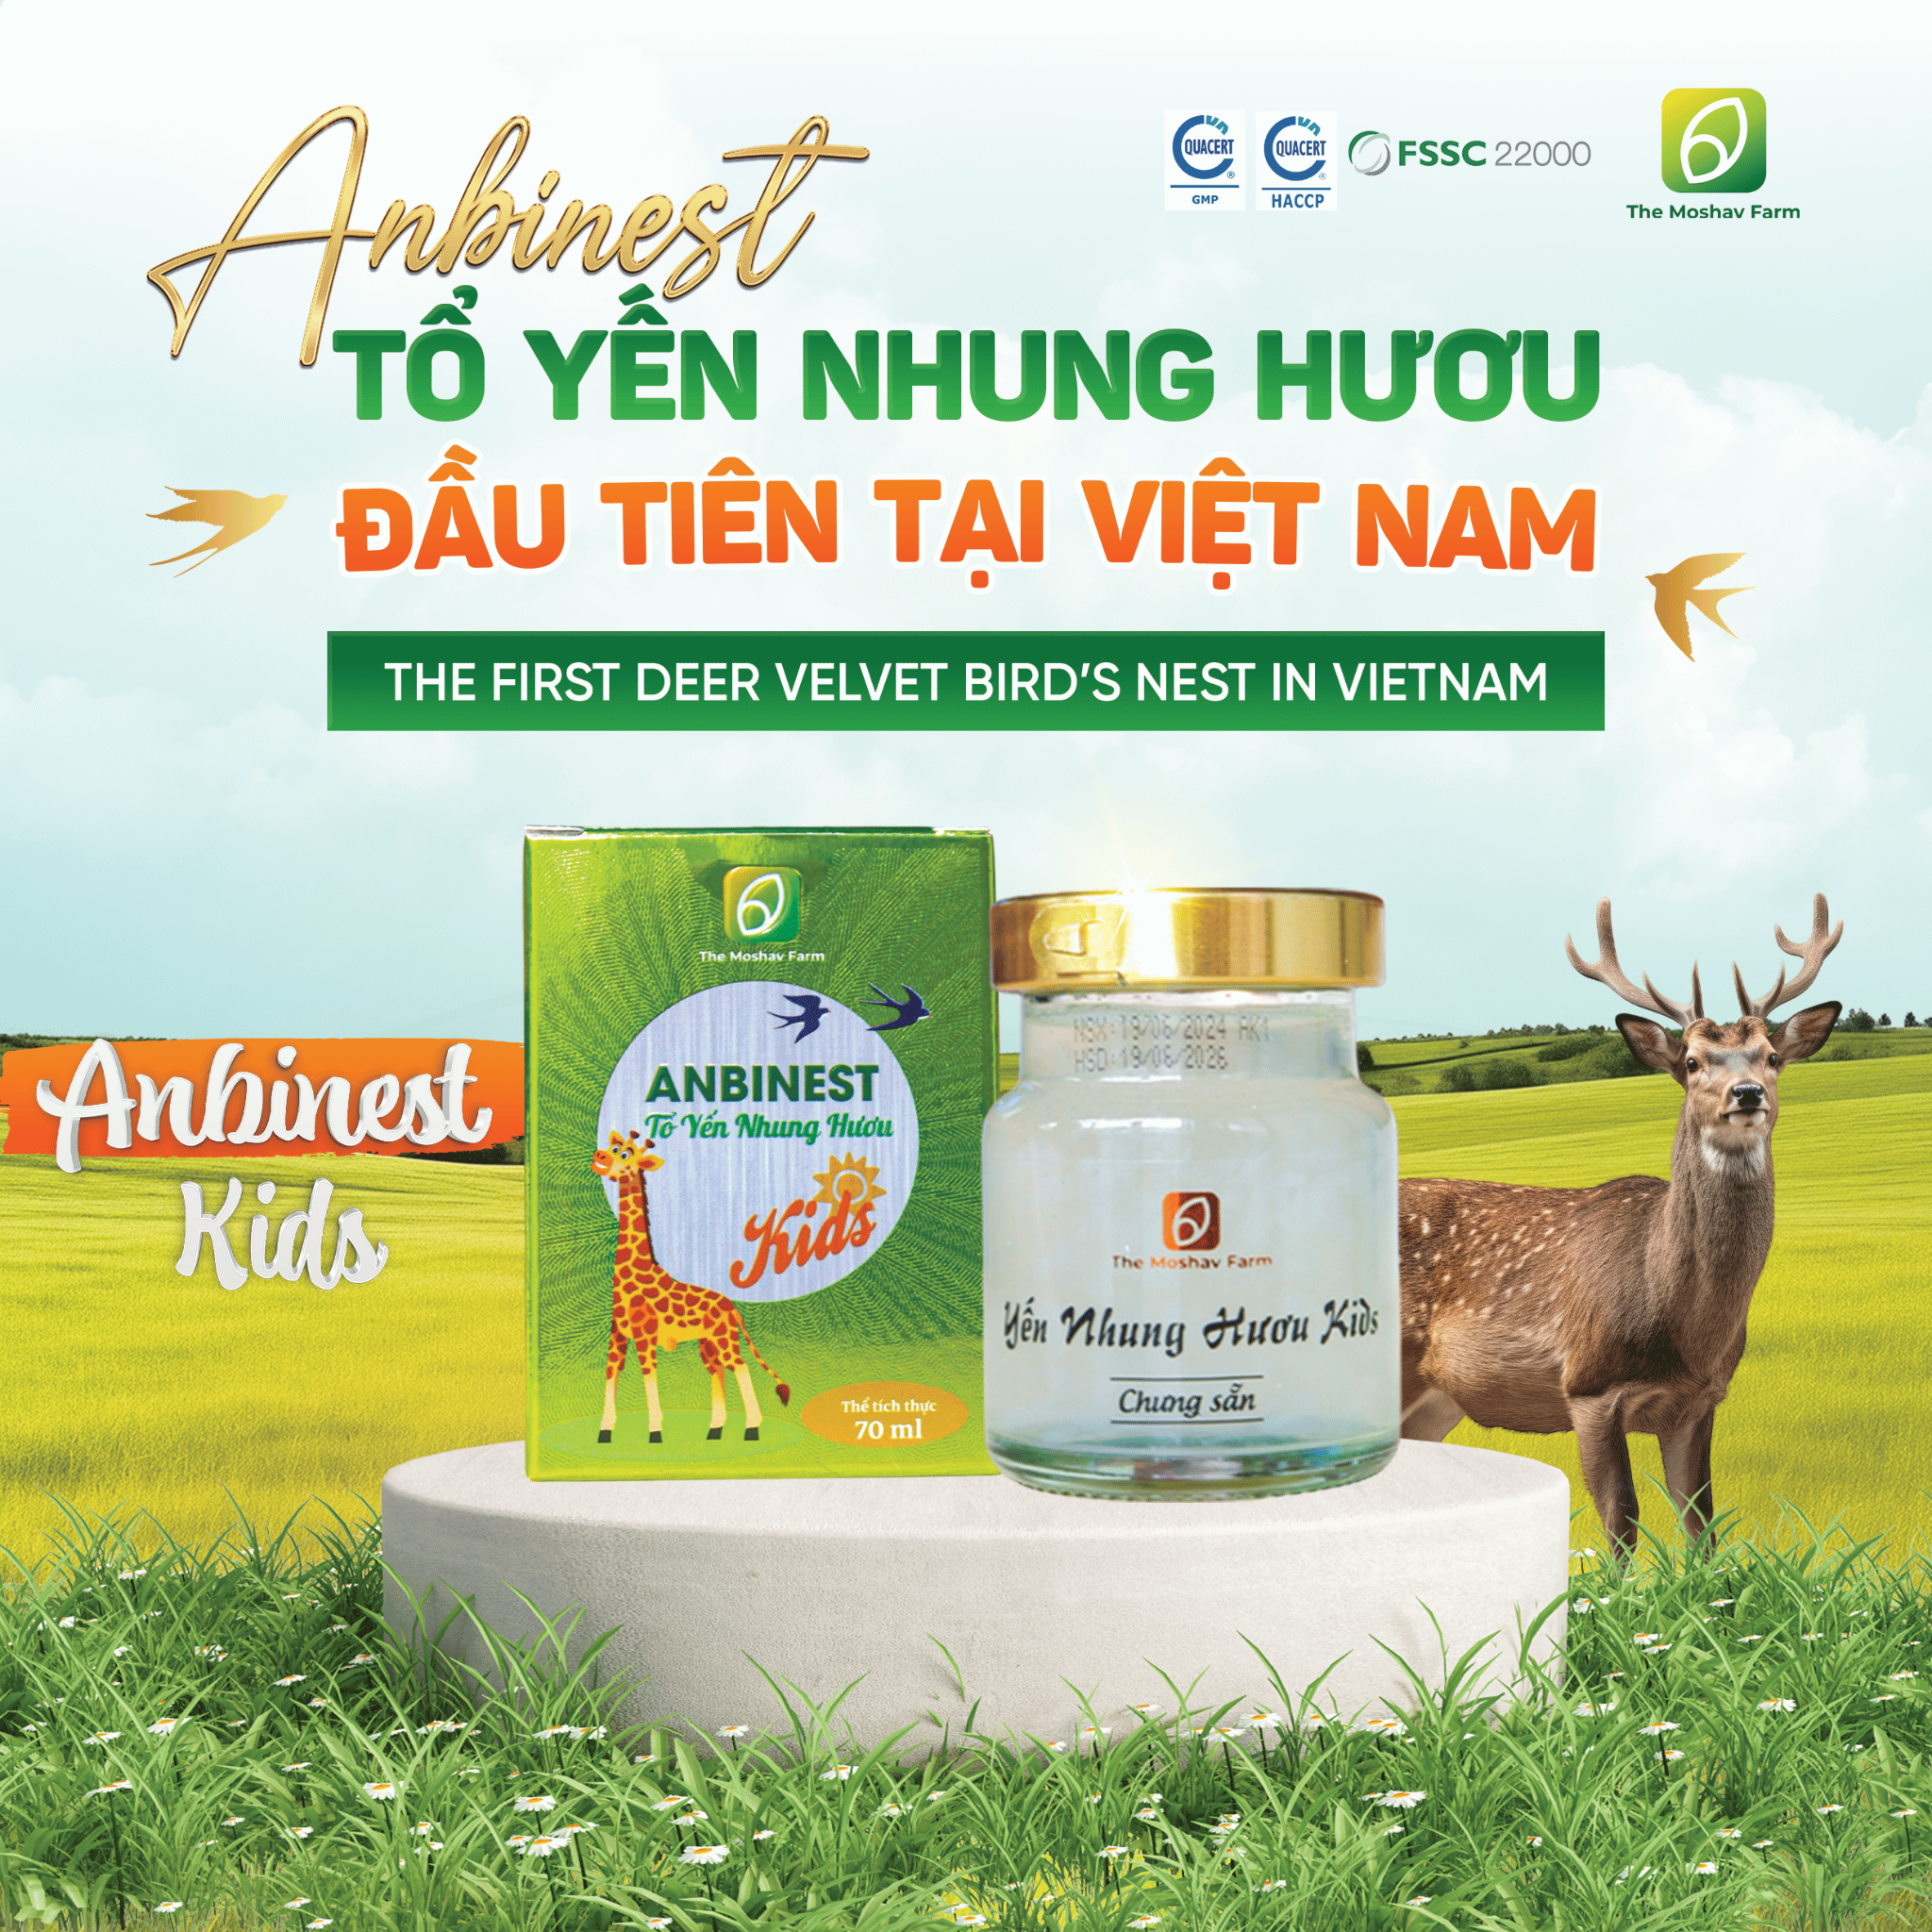 Anbinest
QUACERT
GMP
QUACERT
HACCP
FSSC 22000
The Moshav Farm
TỔ YẾN NHUNG HƯƠU
ĐẦU TIÊN TẠI VIỆT NAM
THE FIRST DEER VELVET BIRD'S NEST IN VIETNAM
Anbinest
Kids
The Moshav Farm
ANBINEST
Tổ Yến Nhung Hươu
Kids
Thể tích thực
70 ml
NSX: 19/06/2024 AK1
HSD: 19/06/2026
The Moshav Farm
Yến Nhung Hươu Kids
Chưng sẵn